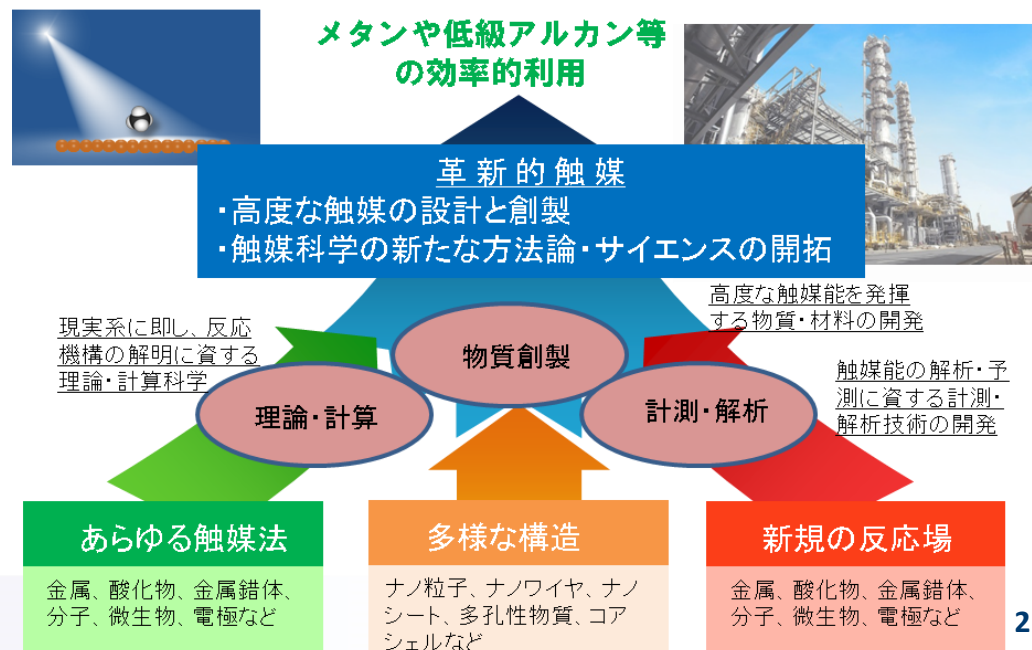 メタンや低級アルカン等
の効率的利用
革新的触媒
・高度な触媒の設計と創製
・触媒科学の新たな方法論・サイエンスの開拓
現実系に即し、反応
機構の解明に資する
理論・計算科学
高度な触媒能を発揮
する物質・材料の開発
触媒能の解析・予
測に資する計測・
解析技術の開発
物質創製
理論・計算
計測・解析
あらゆる触媒法
金属、酸化物、金属錯体、
分子、微生物、電極など
多様な構造
ナノ粒子、ナノワイヤ、ナノ
シート、多孔性物質、コア
シェルなど
新規の反応場
金属、酸化物、金属錯体、
分子、微生物、電極など
2